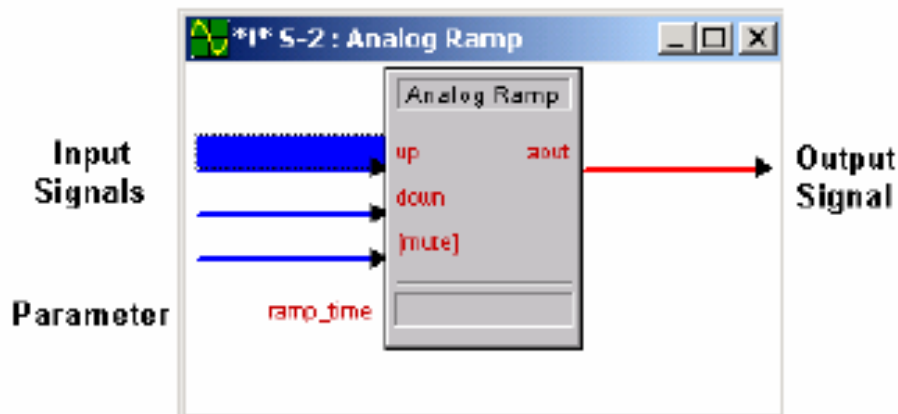 *I* S-2 : Analog Ramp
Analog Ramp
Input
Signals
up
aout
down
[mute]
Output
Signal
Parameter
ramp_time